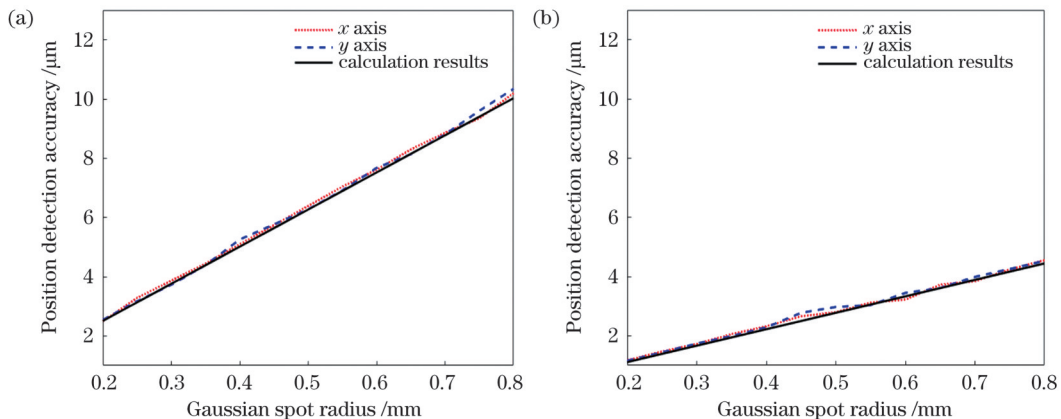 (a)
x axis
y axis
calculation results
Position detection accuracy /μm
12
10
8
6
4
2
0.2 0.3 0.4 0.5 0.6 0.7 0.8
Gaussian spot radius /mm
(b)
x axis
y axis
calculation results
Position detection accuracy /μm
12
10
8
6
4
2
0.2 0.3 0.4 0.5 0.6 0.7 0.8
Gaussian spot radius /mm